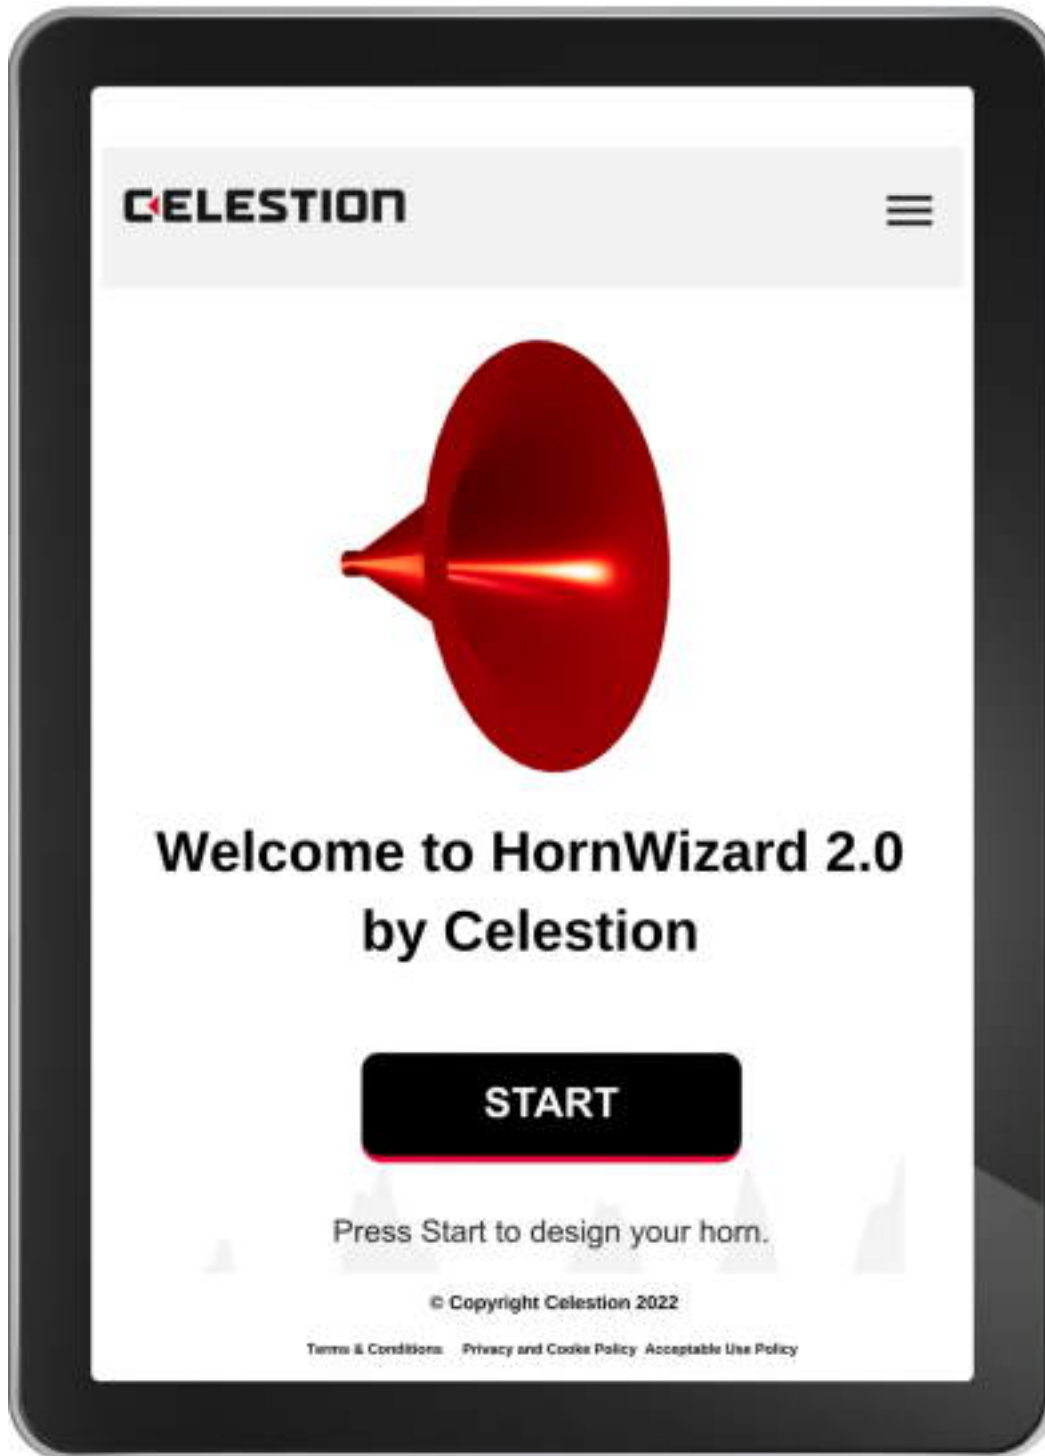 CELESTION
Welcome to HornWizard 2.0
by Celestion
START
Press Start to design your horn.
© Copyright Celestion 2022
Terms & Conditions Privacy and Cooke Policy Acceptable Use Policy